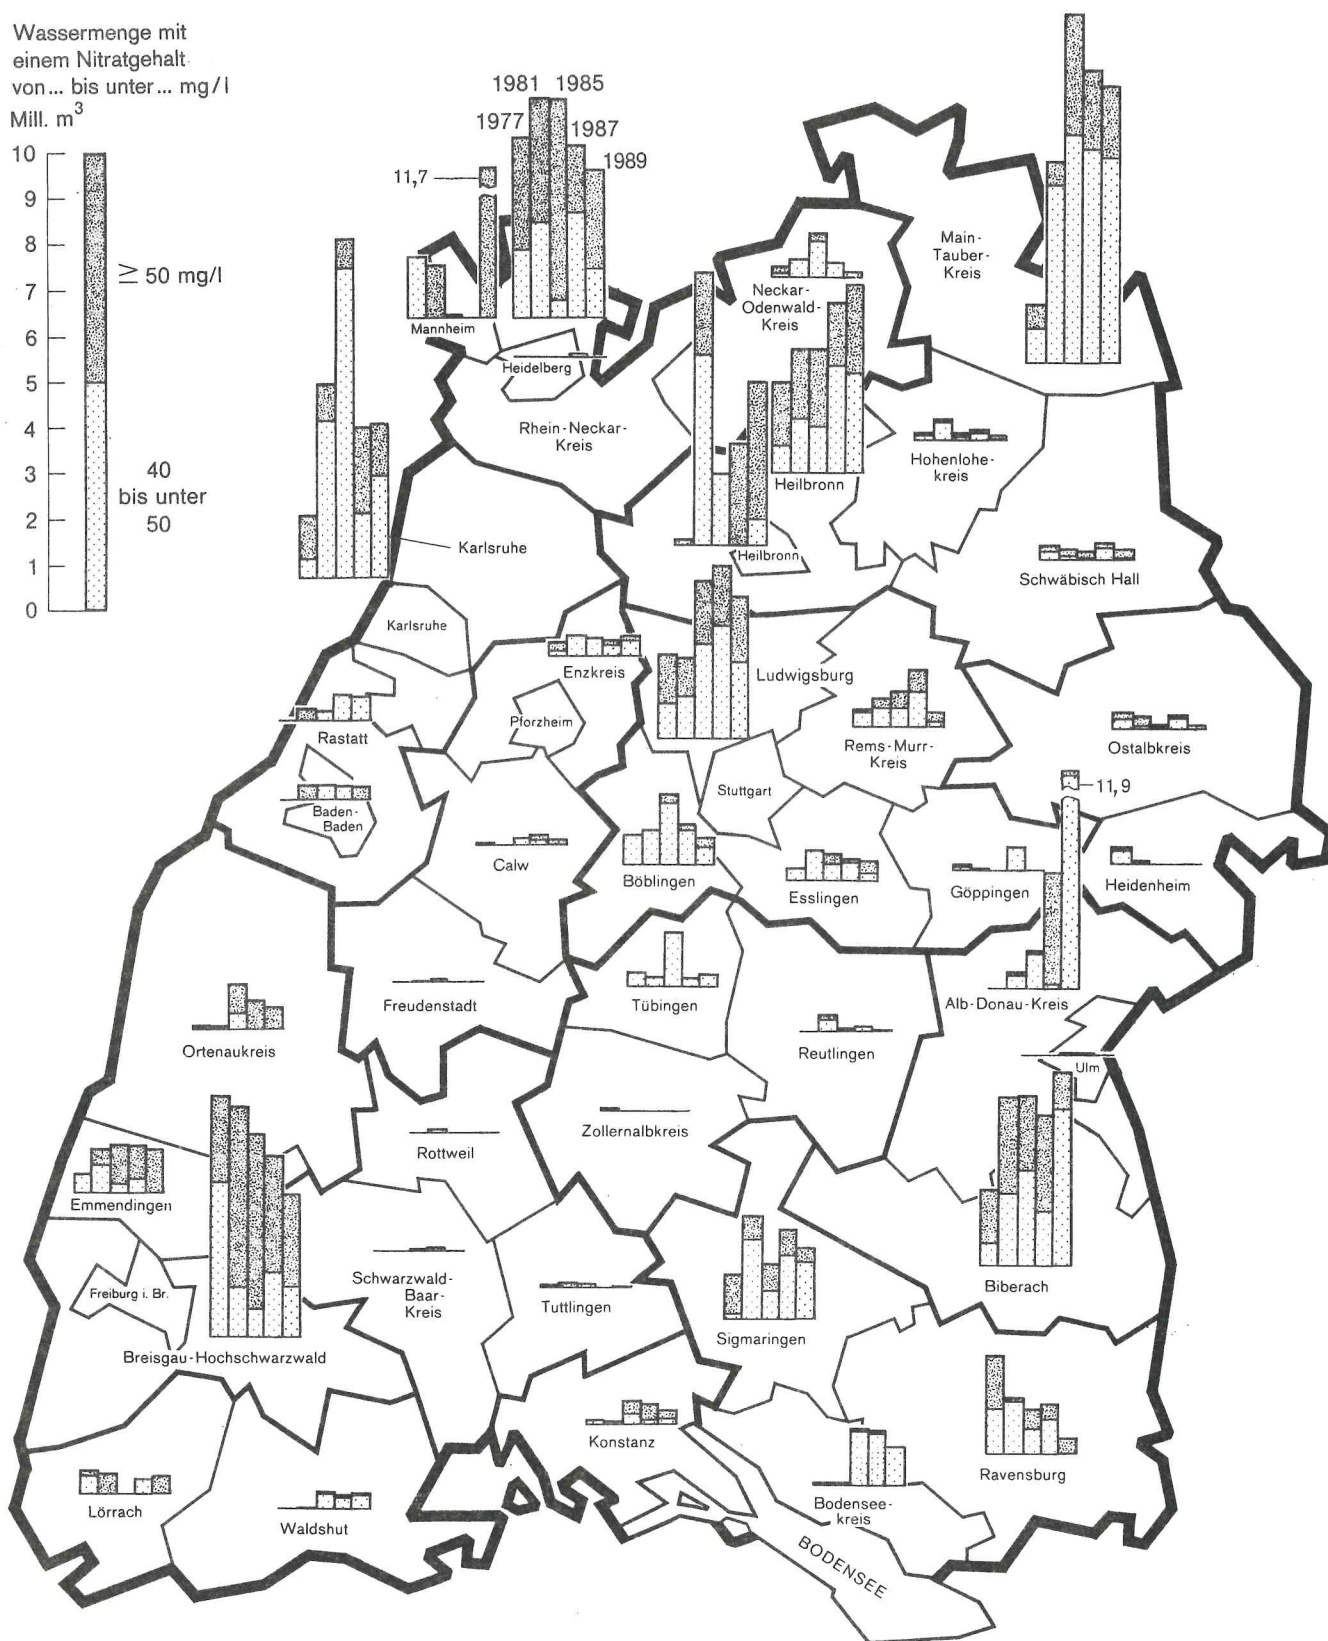 Wassermenge mit
einem Nitratgehalt
von ... bis unter ... mg/l
Mill. m³
10
9
8
7
6
5
4
3
2
1
0
≥ 50 mg/l
40
bis unter
50
1977
1981
1985
1987
1989
11,7
Mannheim
Heidelberg
Rhein-Neckar-
Kreis
Neckar-
Odenwald-
Kreis
Main-
Tauber-
Kreis
Heilbronn
Heilbronn
Hohenlohe-
kreis
Schwäbisch Hall
Karlsruhe
Karlsruhe
Enzkreis
Pforzheim
Ludwigsburg
Rems-Murr-
Kreis
Ostalbkreis
Rastatt
Baden-
Baden
Calw
Böblingen
Stuttgart
Esslingen
Göppingen
11,9
Heidenheim
Freudenstadt
Tübingen
Reutlingen
Alb-Donau-Kreis
Ulm
Ortenaukreis
Rottweil
Zollernalbkreis
Emmendingen
Freiburg i. Br.
Breisgau-Hochschwarzwald
Schwarzwald-
Baar-
Kreis
Tuttlingen
Sigmaringen
Biberach
Konstanz
Bodensee-
kreis
Ravensburg
Lörrach
Waldshut
BODENSEE